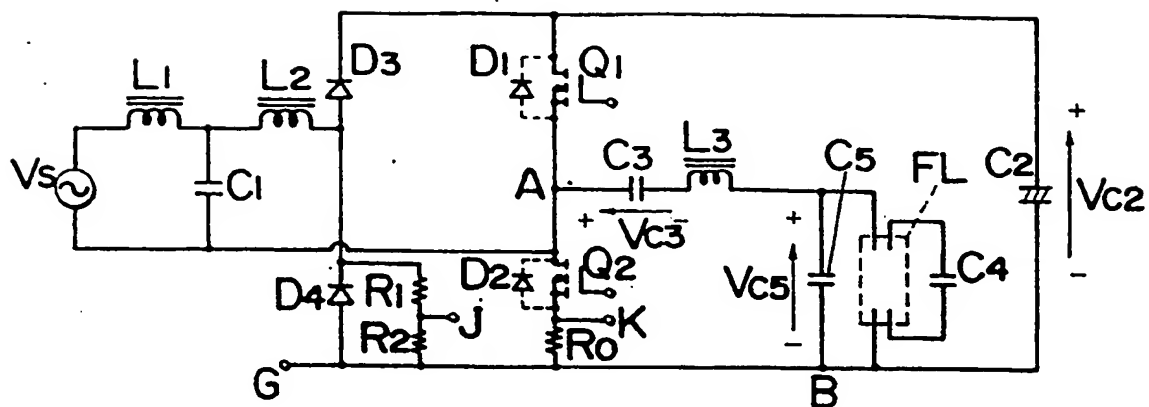 D3
D1
Q1
L1
L2
C3
L3
C5
FL
C2
+
Vs
C1
A
VC2
+
VC3
-
+
D2
Q2
C4
D4
R1
VC5
-
J
K
R2
R0
-
G
B